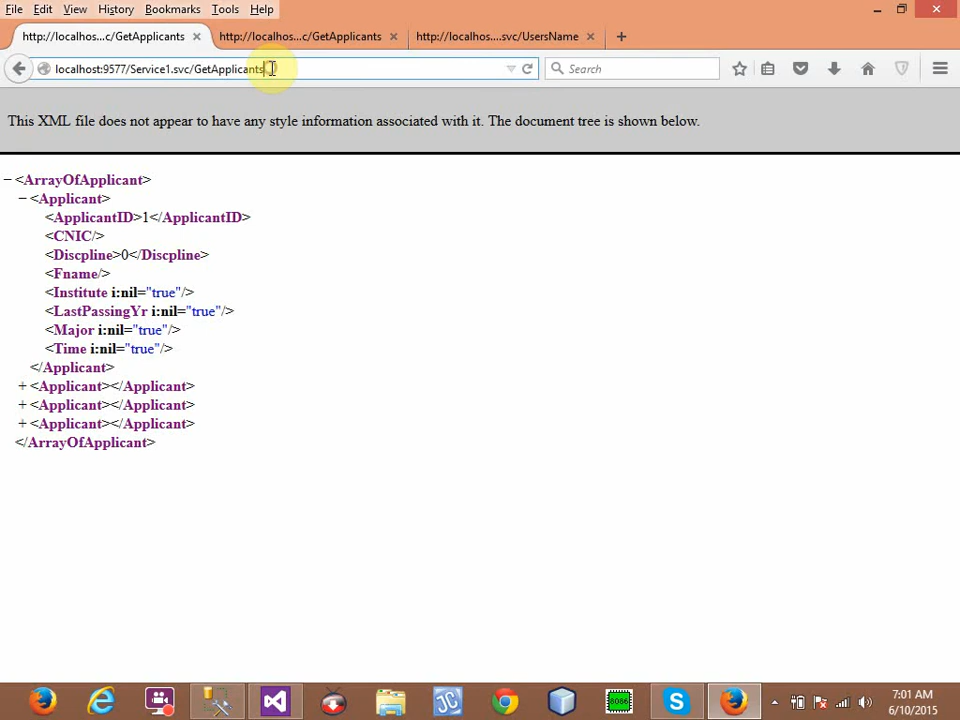 File Edit View History Bookmarks Tools Help
http://localhos...c/GetApplicants × http://localhos...c/GetApplicants × http://localhos....svc/UsersName × +
localhost:9577/Service1.svc/GetApplicants Search
This XML file does not appear to have any style information associated with it. The document tree is shown below.
− <ArrayOfApplicant>
− <Applicant>
<ApplicantID>1</ApplicantID>
<CNIC/>
<Discpline>0</Discpline>
<Fname/>
<Institute i:nil="true"/>
<LastPassingYr i:nil="true"/>
<Major i:nil="true"/>
<Time i:nil="true"/>
</Applicant>
+ <Applicant></Applicant>
+ <Applicant></Applicant>
+ <Applicant></Applicant>
</ArrayOfApplicant>
JC 8086 S 7:01 AM
6/10/2015